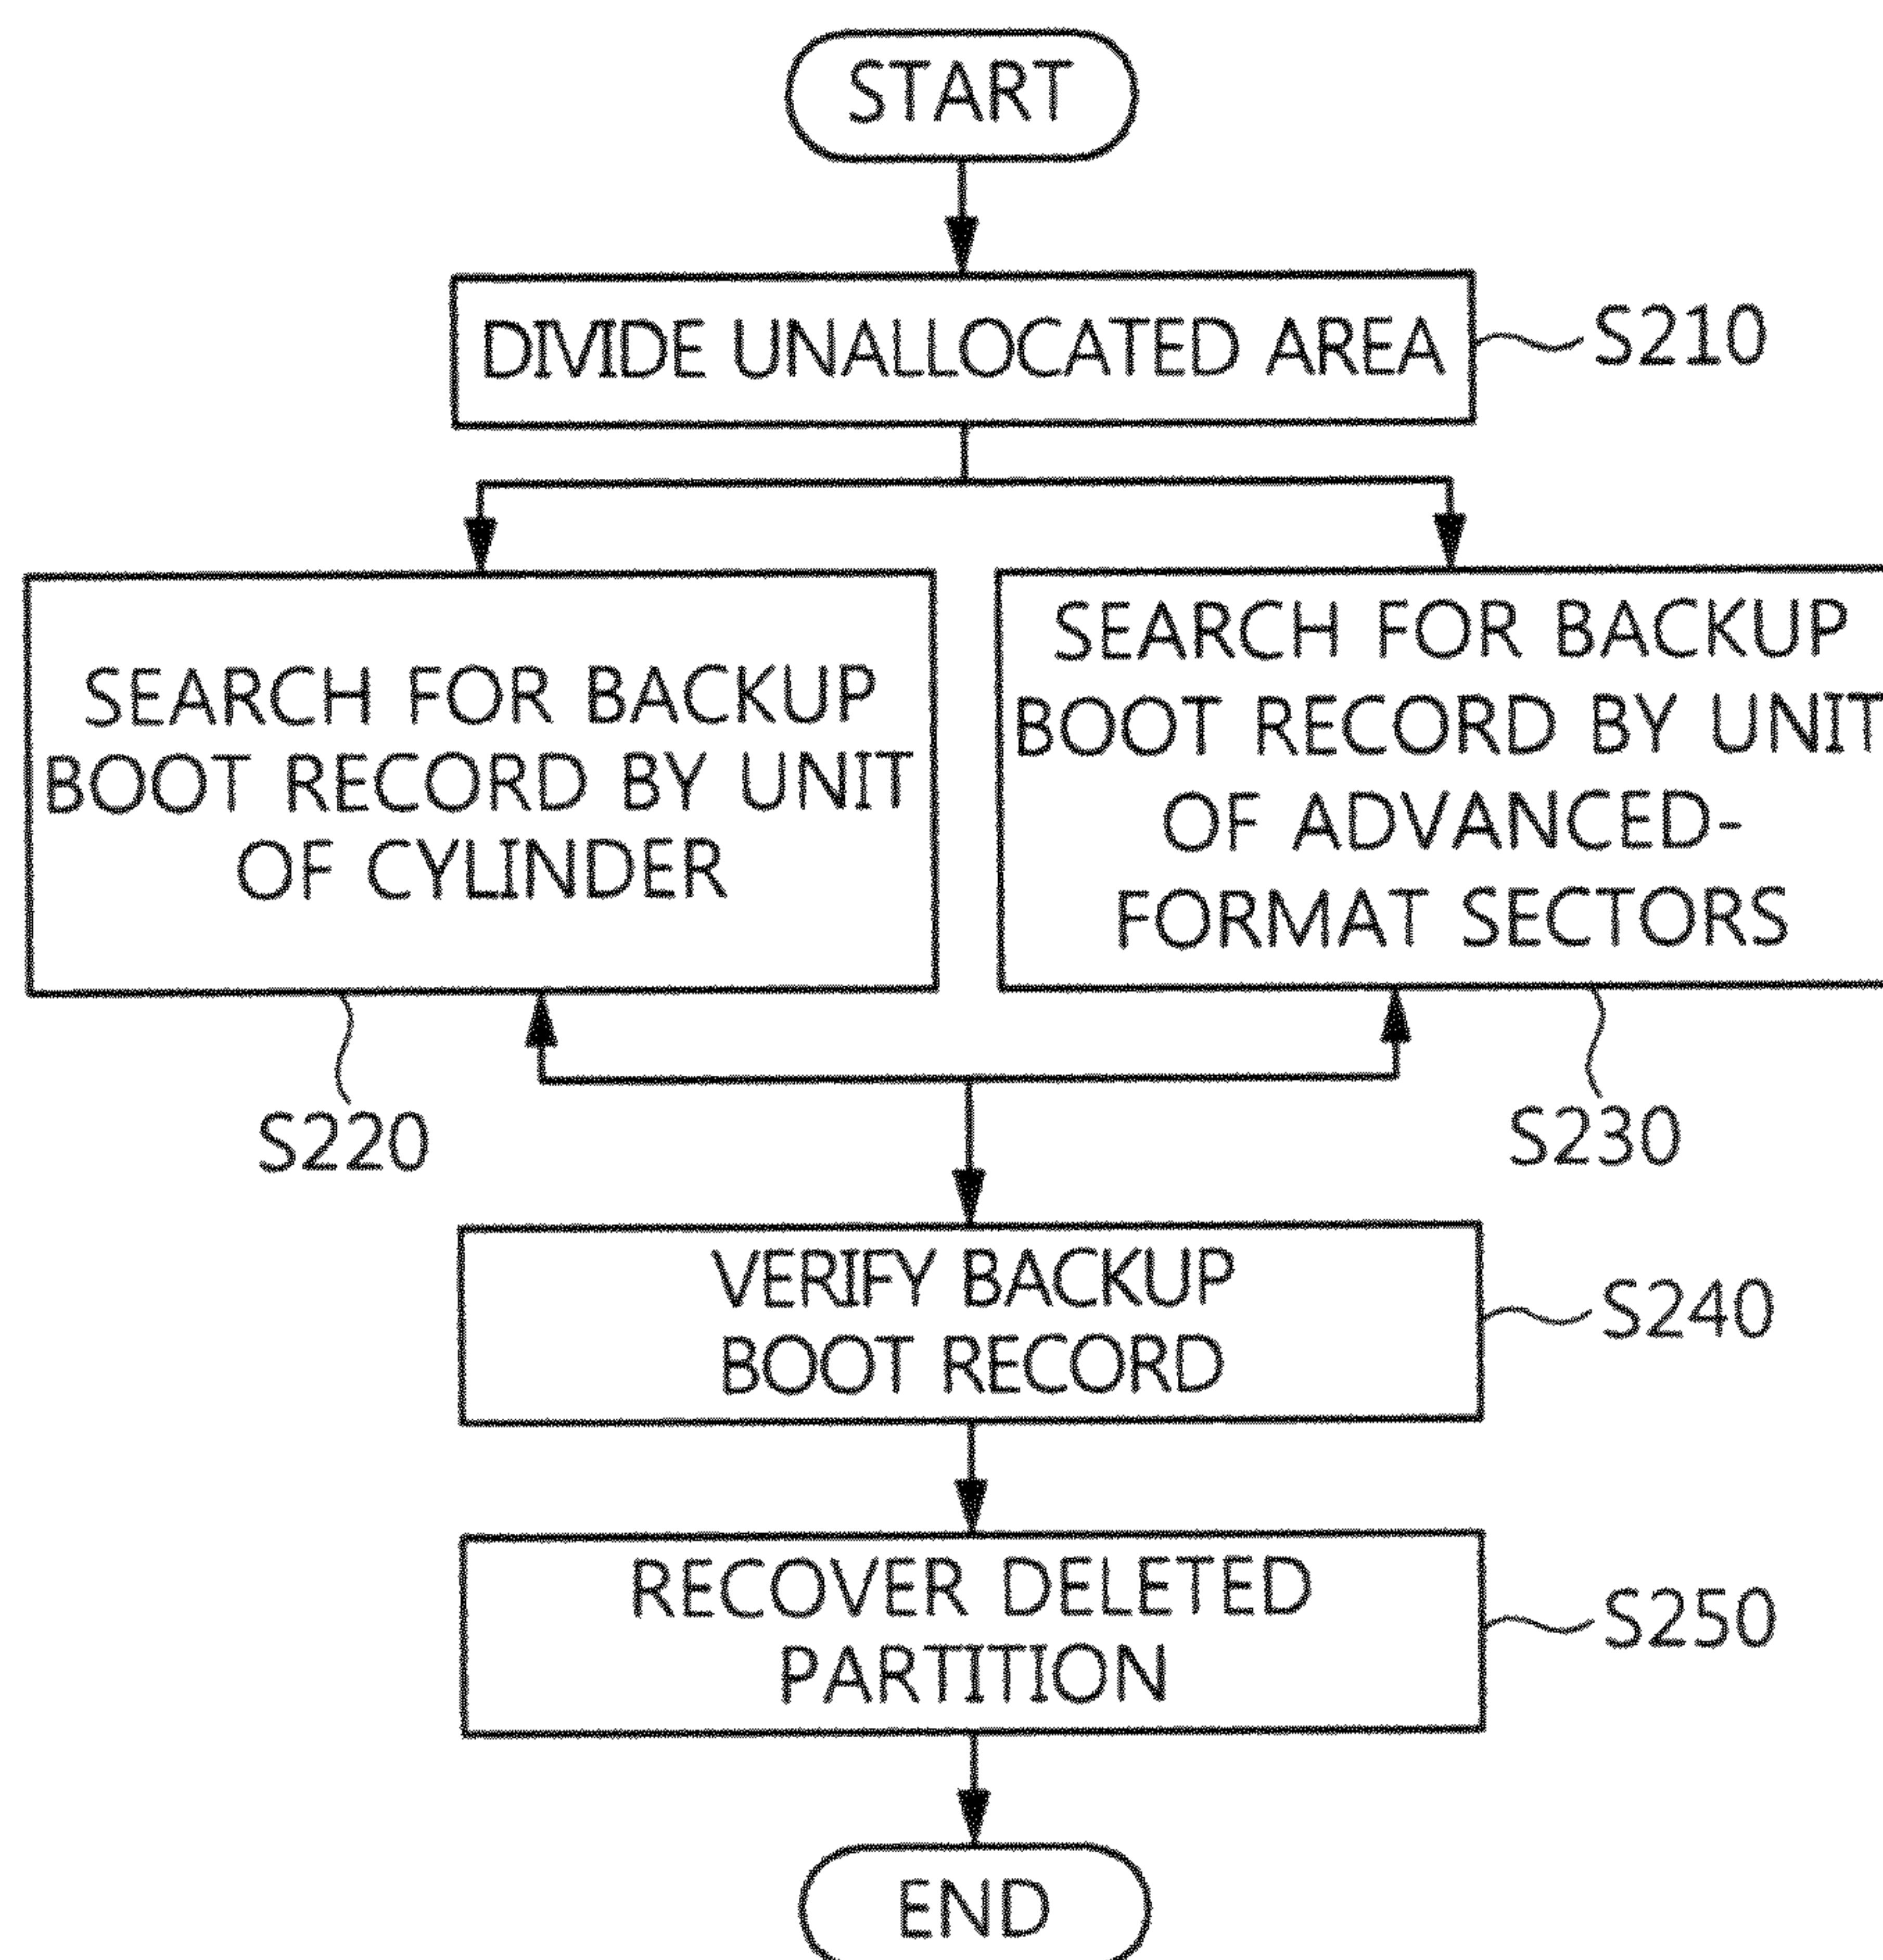 START
DIVIDE UNALLOCATED AREA
S210
SEARCH FOR BACKUP
BOOT RECORD BY UNIT
OF CYLINDER
S220
SEARCH FOR BACKUP
BOOT RECORD BY UNIT
OF ADVANCED-
FORMAT SECTORS
S230
VERIFY BACKUP
BOOT RECORD
S240
RECOVER DELETED
PARTITION
S250
END